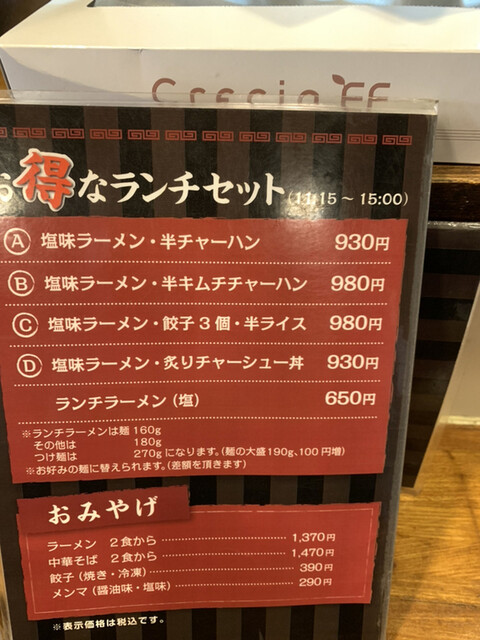 Crecia EF
お得なランチセット(11:15～15:00)
Ⓐ 塩味ラーメン・半チャーハン 930円
Ⓑ 塩味ラーメン・半キムチチャーハン 980円
Ⓒ 塩味ラーメン・餃子3個・半ライス 980円
Ⓓ 塩味ラーメン・炙りチャーシュー丼 930円
ランチラーメン(塩) 650円
※ランチラーメンは麺160g
その他は 180g
つけ麺は 270gになります。(麺の大盛190g、100円増)
※お好みの麺に替えられます。(差額を頂きます)
おみやげ
ラーメン 2食から 1,370円
中華そば 2食から 1,470円
餃子(焼き・冷凍) 390円
メンマ(醤油味・塩味) 290円
※表示価格は税込です。